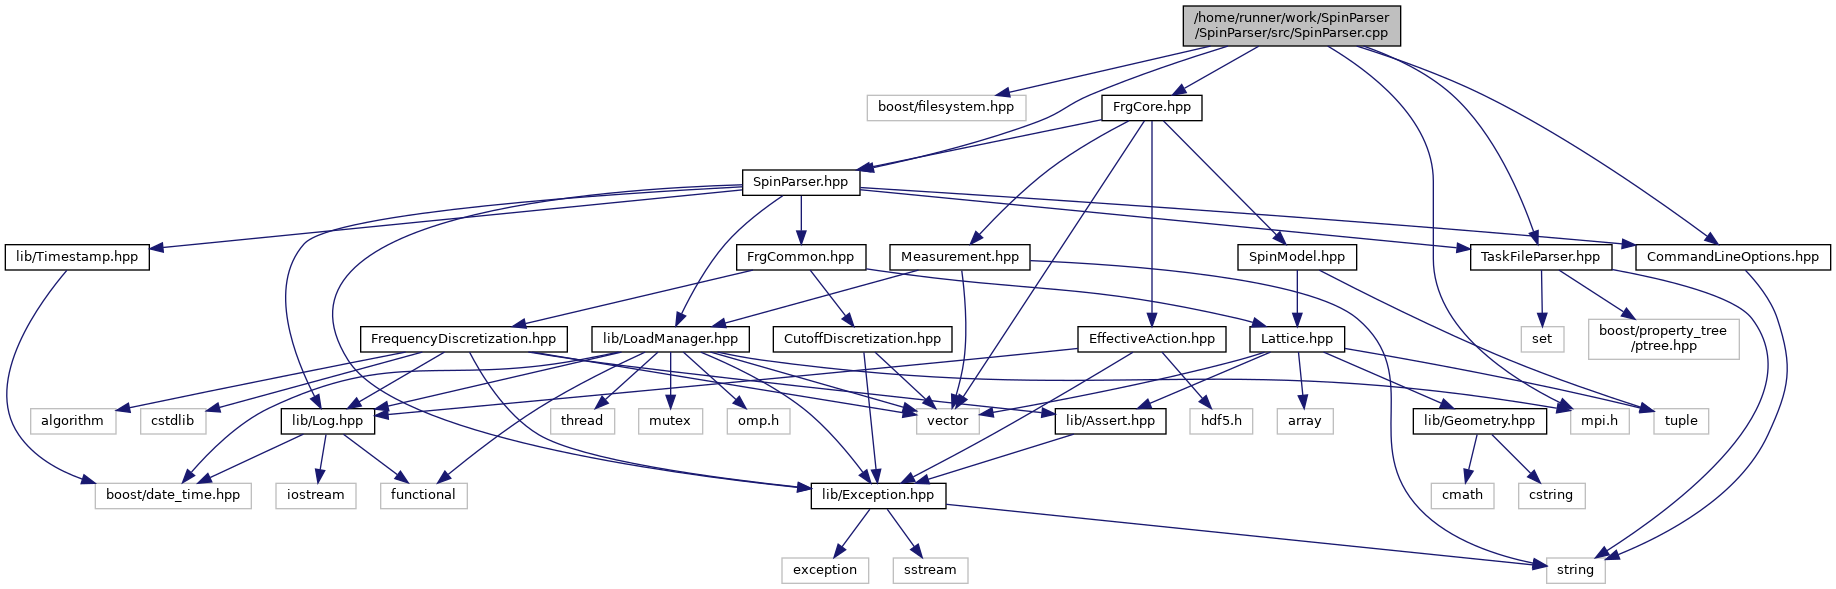 /home/runner/work/SpinParser
/SpinParser/src/SpinParser.cpp
boost/filesystem.hpp
FrgCore.hpp
SpinParser.hpp
lib/Timestamp.hpp
FrgCommon.hpp
Measurement.hpp
SpinModel.hpp
TaskFileParser.hpp
CommandLineOptions.hpp
FrequencyDiscretization.hpp
lib/LoadManager.hpp
CutoffDiscretization.hpp
EffectiveAction.hpp
Lattice.hpp
set
boost/property_tree
/ptree.hpp
algorithm
cstdlib
lib/Log.hpp
thread
mutex
omp.h
vector
lib/Assert.hpp
hdf5.h
array
lib/Geometry.hpp
mpi.h
tuple
boost/date_time.hpp
iostream
functional
lib/Exception.hpp
cmath
cstring
exception
sstream
string